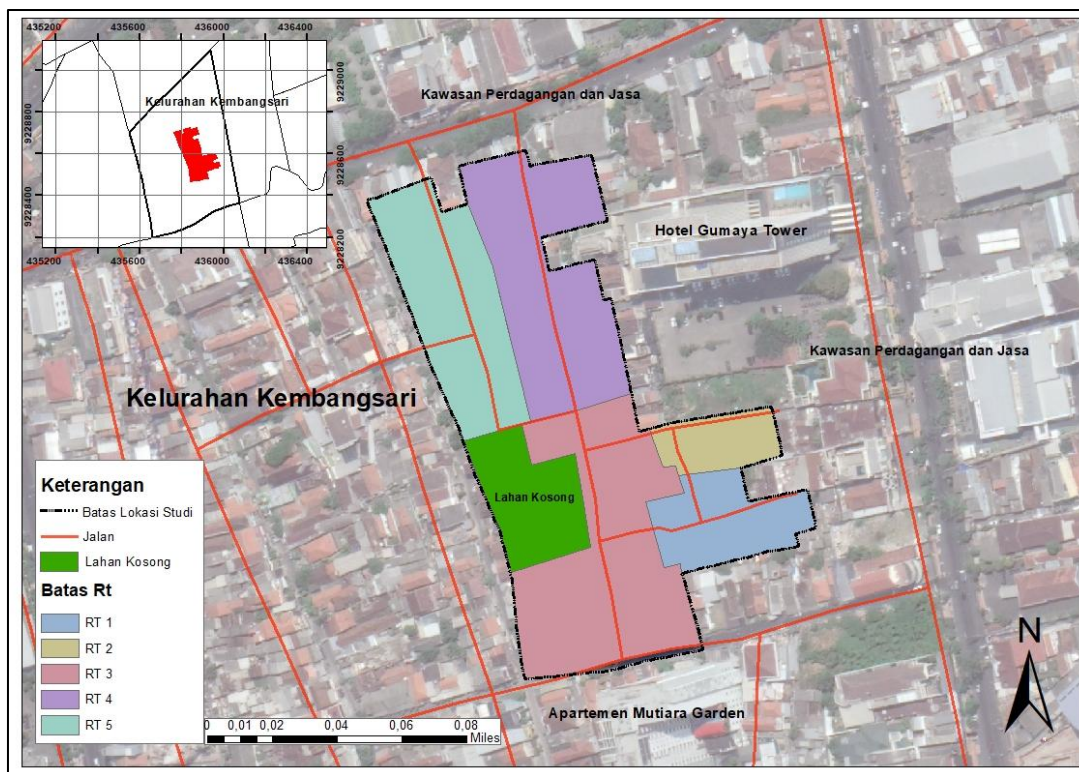 435200 435600 436000 436400
Kelurahan Kembangsari
9228800
9228400
9229000
9228600
9228200
435200 435600 436000 436400
Kawasan Perdagangan dan Jasa
Hotel Gumaya Tower
Kawasan Perdagangan dan Jasa
Kelurahan Kembangsari
Lahan Kosong
Keterangan
Batas Lokasi Studi
Jalan
Lahan Kosong
Batas Rt
RT 1
RT 2
RT 3
RT 4
RT 5
0 0,01 0,02 0,04 0,06 0,08
Miles
Apartemen Mutiara Garden
N